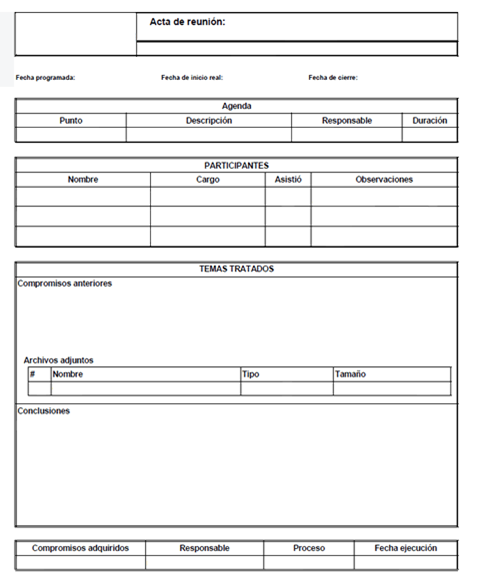 Acta de reunión:
Fecha programada: Fecha de inicio real: Fecha de cierre:
Agenda
Punto Descripción Responsable Duración
PARTICIPANTES
Nombre Cargo Asistió Observaciones
TEMAS TRATADOS
Compromisos anteriores
Archivos adjuntos
# Nombre Tipo Tamaño
Conclusiones
Compromisos adquiridos Responsable Proceso Fecha ejecución